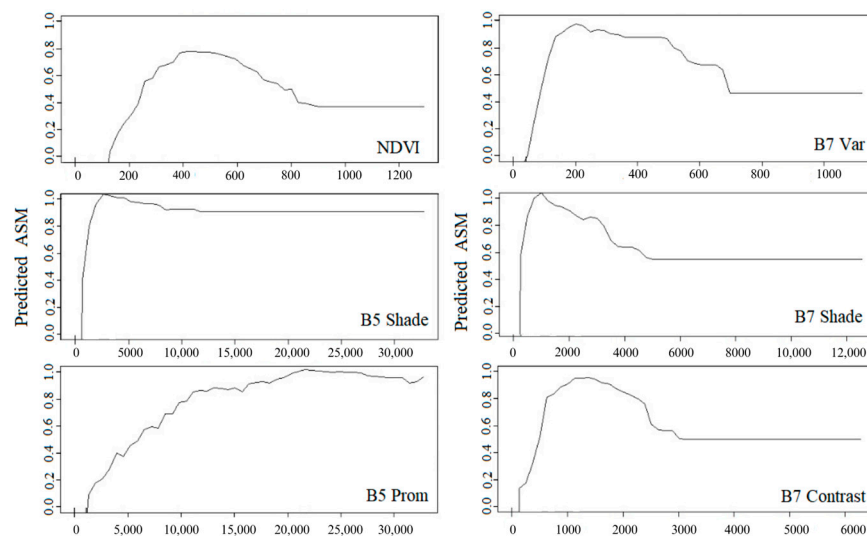 0.0 0.2 0.4 0.6 0.8 1.0
NDVI
0 200 400 600 800 1000 1200
0.0 0.2 0.4 0.6 0.8 1.0
B7 Var
0 200 400 600 800 1000
Predicted ASM
0.0 0.2 0.4 0.6 0.8 1.0
B5 Shade
0 5000 10,000 15,000 20,000 25,000 30,000
Predicted ASM
0.0 0.2 0.4 0.6 0.8 1.0
B7 Shade
0 2000 4000 6000 8000 10,000 12,000
0.0 0.2 0.4 0.6 0.8 1.0
B5 Prom
0 5000 10,000 15,000 20,000 25,000 30,000
0.0 0.2 0.4 0.6 0.8 1.0
B7 Contrast
0 1000 2000 3000 4000 5000 6000